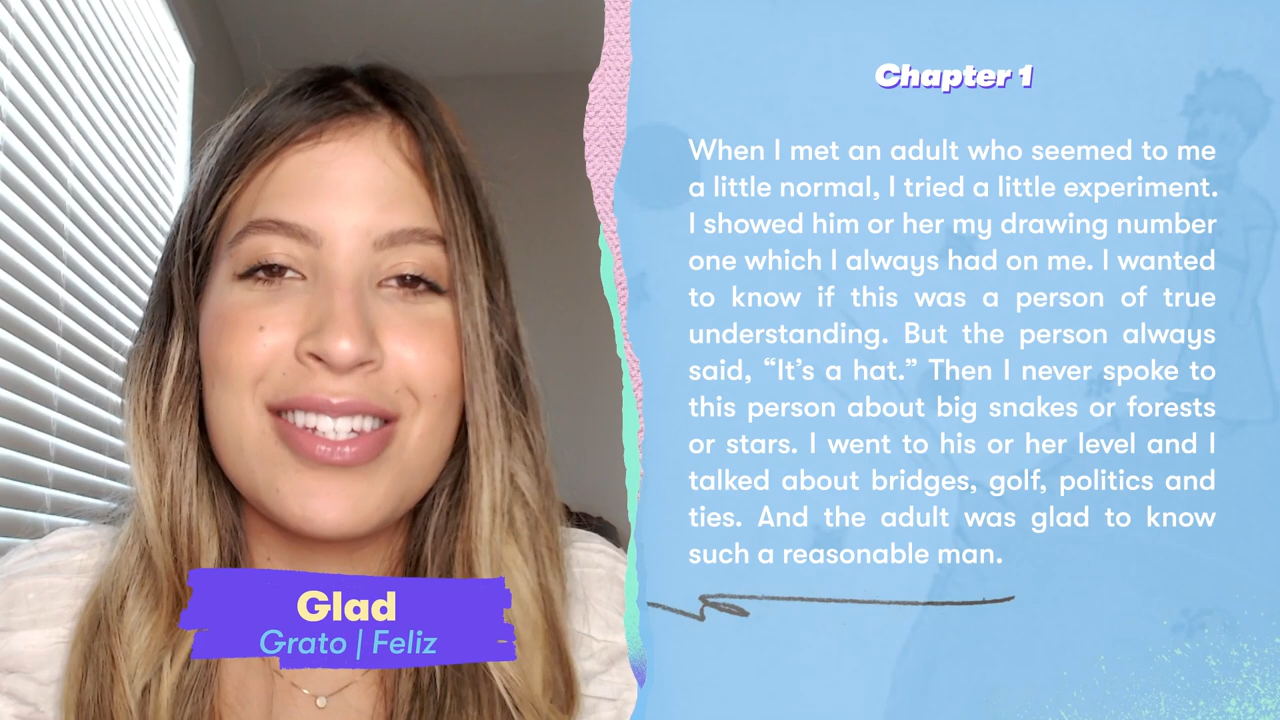 Chapter 1
When I met an adult who seemed to me
a little normal, I tried a little experiment.
I showed him or her my drawing number
one which I always had on me. I wanted
to know if this was a person of true
understanding. But the person always
said, “It’s a hat.” Then I never spoke to
this person about big snakes or forests
or stars. I went to his or her level and I
talked about bridges, golf, politics and
ties. And the adult was glad to know
such a reasonable man.
Glad
Grato | Feliz